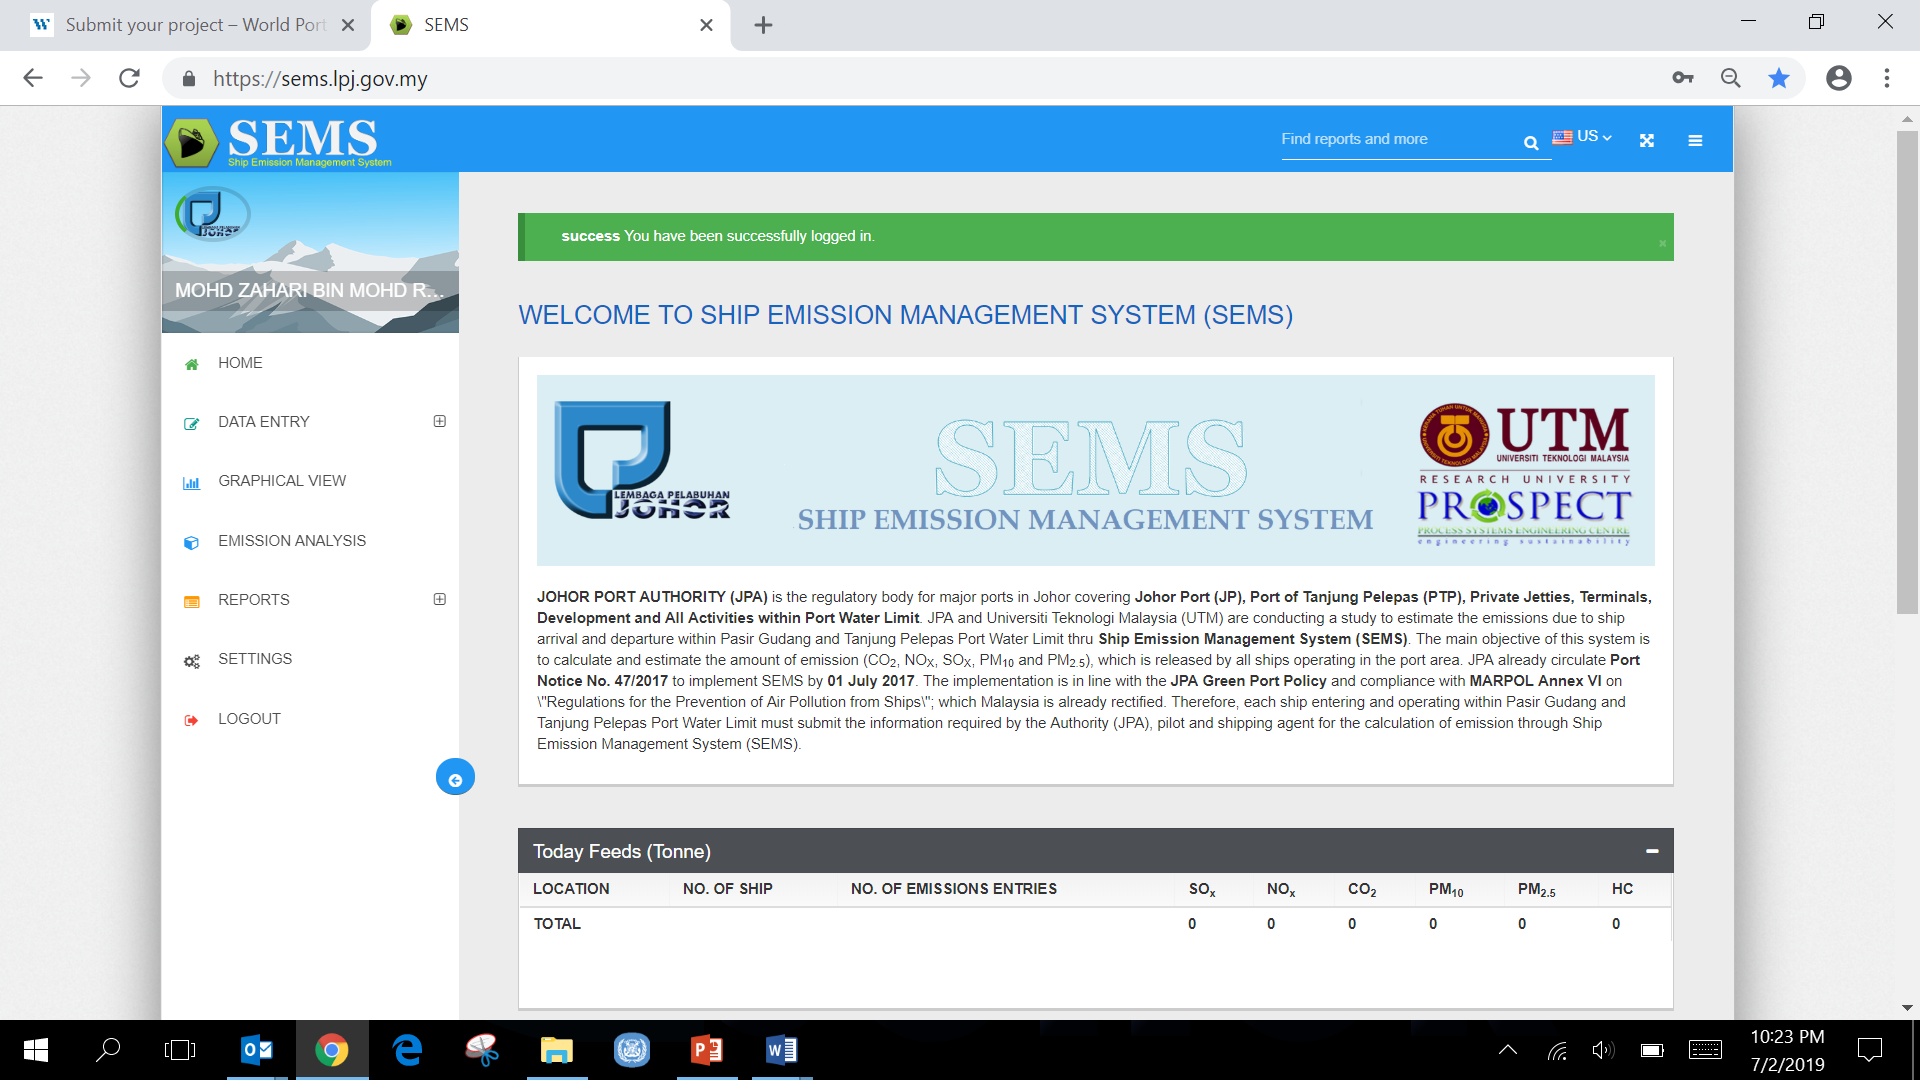 Submit your project – World Port
SEMS
https://sems.lpj.gov.my
SEMS
Ship Emission Management System
Find reports and more
US
JOHOR
MOHD ZAHARI BIN MOHD R...
HOME
DATA ENTRY
GRAPHICAL VIEW
EMISSION ANALYSIS
REPORTS
SETTINGS
LOGOUT
success You have been successfully logged in.
WELCOME TO SHIP EMISSION MANAGEMENT SYSTEM (SEMS)
LEMBAGA PELABUHAN
JOHOR
SEMS
SHIP EMISSION MANAGEMENT SYSTEM
UTM
UNIVERSITI TEKNOLOGI MALAYSIA
RESEARCH UNIVERSITY
PROSPECT
PROCESS SYSTEMS ENGINEERING CENTRE
engineering sustainability
JOHOR PORT AUTHORITY (JPA) is the regulatory body for major ports in Johor covering Johor Port (JP), Port of Tanjung Pelepas (PTP), Private Jetties, Terminals,
Development and All Activities within Port Water Limit. JPA and Universiti Teknologi Malaysia (UTM) are conducting a study to estimate the emissions due to ship
arrival and departure within Pasir Gudang and Tanjung Pelepas Port Water Limit thru Ship Emission Management System (SEMS). The main objective of this system is
to calculate and estimate the amount of emission (CO2, NOX, SOX, PM10 and PM2.5), which is released by all ships operating in the port area. JPA already circulate Port
Notice No. 47/2017 to implement SEMS by 01 July 2017. The implementation is in line with the JPA Green Port Policy and compliance with MARPOL Annex VI on
\"Regulations for the Prevention of Air Pollution from Ships\"; which Malaysia is already rectified. Therefore, each ship entering and operating within Pasir Gudang and
Tanjung Pelepas Port Water Limit must submit the information required by the Authority (JPA), pilot and shipping agent for the calculation of emission through Ship
Emission Management System (SEMS).
Today Feeds (Tonne)
LOCATION NO. OF SHIP NO. OF EMISSIONS ENTRIES SOx NOx CO2 PM10 PM2.5 HC
TOTAL 0 0 0 0 0 0
10:23 PM
7/2/2019